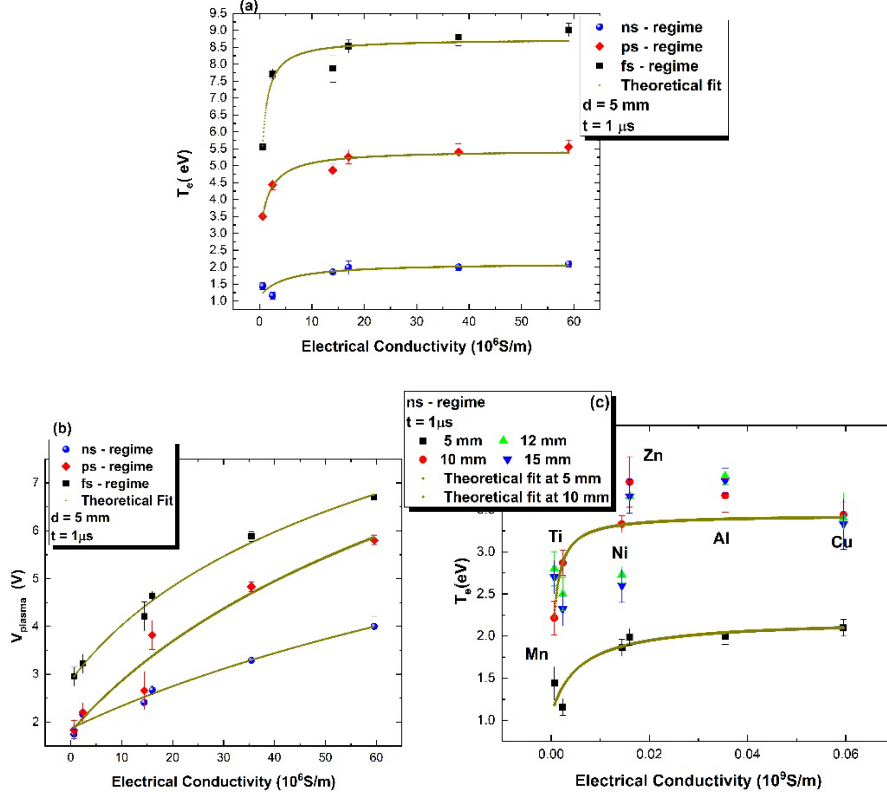 (a)
9.5
9.0
8.5
8.0
7.5
7.0
6.5
6.0
5.5
5.0
4.5
4.0
3.5
3.0
2.5
2.0
1.5
1.0
Te( eV)
0 10 20 30 40 50 60
Electrical Conductivity (10⁶S/m)
ns - regime
ps - regime
fs - regime
Theoretical fit
d = 5 mm
t = 1 μs
(b)
ns - regime
ps - regime
fs - regime
Theoretical Fit
d = 5 mm
t = 1μs
7
6
5
4
3
2
Vplasma (V)
0 10 20 30 40 50 60
Electrical Conductivity (10⁶S/m)
ns - regime
t = 1μs
5 mm 12 mm
10 mm 15 mm
Theoretical fit at 5 mm
Theoretical fit at 10 mm
(c)
Zn
Ti
Ni
Al
Cu
Mn
3.0
2.0
1.0
Te(eV)
0.00 0.02 0.04 0.06
Electrical Conductivity (10⁹S/m)